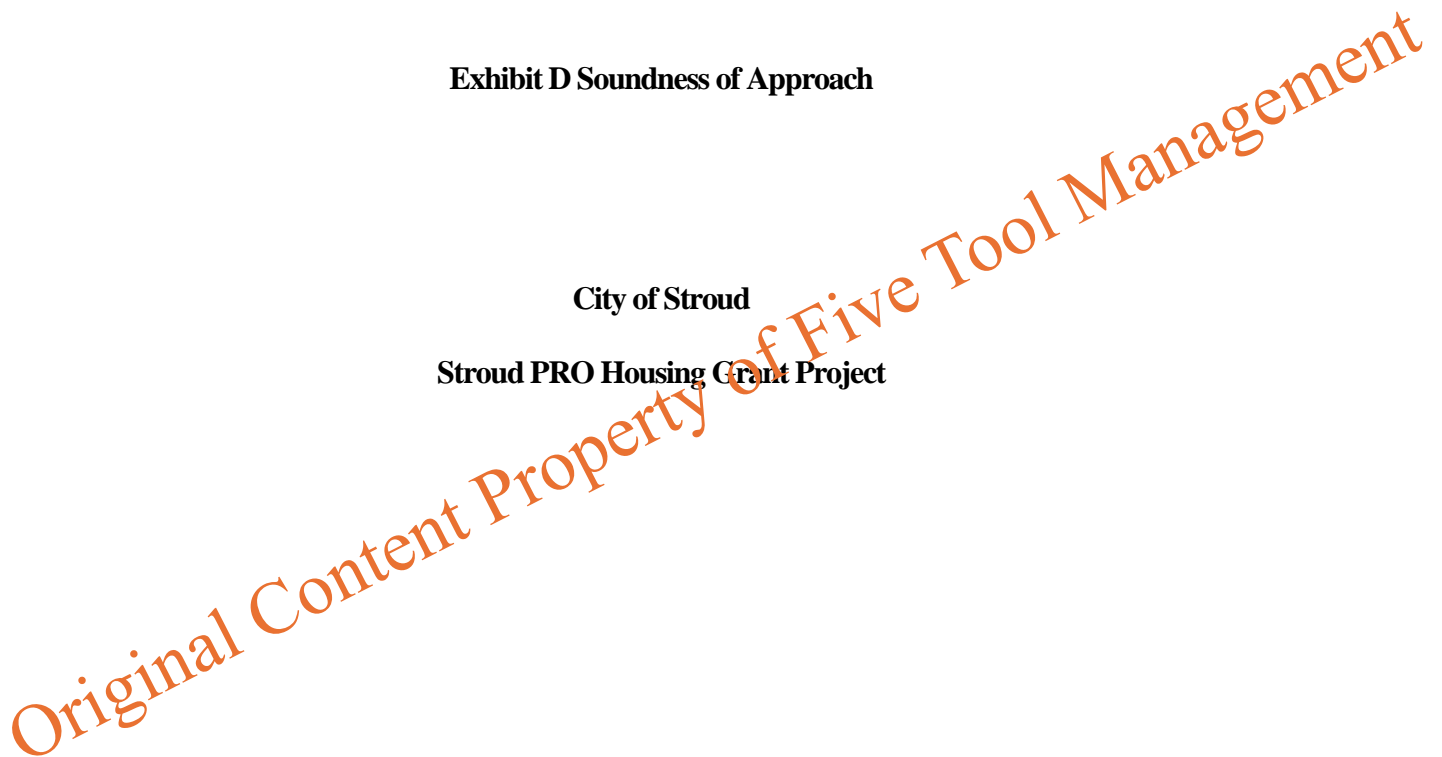 Exhibit D Soundness of Approach
City of Stroud
Stroud PRO Housing Grant Project
Original Content Property of Five Tool Management